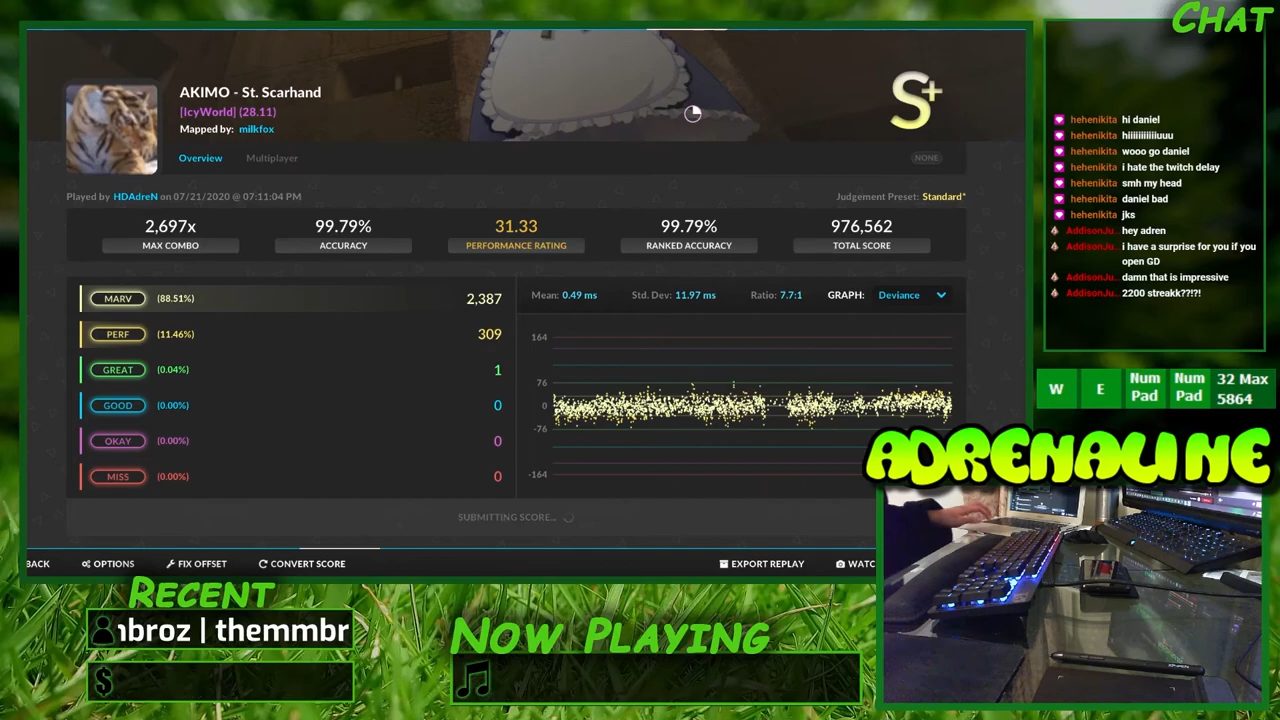 CHAT
AKIMO - St. Scarhand
[IcyWorld] (28.11)
Mapped by: milkfox
S+
Overview Multiplayer
NONE
Played by HDAdreN on 07/21/2020 @ 07:11:04 PM
Judgement Preset: Standard*
2,697x 99.79% 31.33 99.79% 976,562
MAX COMBO ACCURACY PERFORMANCE RATING RANKED ACCURACY TOTAL SCORE
MARV (88.51%) 2,387
PERF (11.46%) 309
GREAT (0.04%) 1
GOOD (0.00%) 0
OKAY (0.00%) 0
MISS (0.00%) 0
Mean: 0.49 ms Std. Dev: 11.97 ms Ratio: 7.7:1 GRAPH: Deviance
164
76
0
-76
-164
SUBMITTING SCORE...
BACK OPTIONS FIX OFFSET CONVERT SCORE EXPORT REPLAY WATC
hehenikita hi daniel
hehenikita hiiiiiiiiiiiuuu
hehenikita wooo go daniel
hehenikita i hate the twitch delay
hehenikita smh my head
hehenikita daniel bad
hehenikita jks
AddisonJu... hey adren
AddisonJu... i have a surprise for you if you
open GD
AddisonJu... damn that is impressive
AddisonJu... 2200 streakk??!?!
W E Num Pad Num Pad 32 Max
5864
ADRENALINE
RECENT
nbroz | themmbr
$
NOW PLAYING